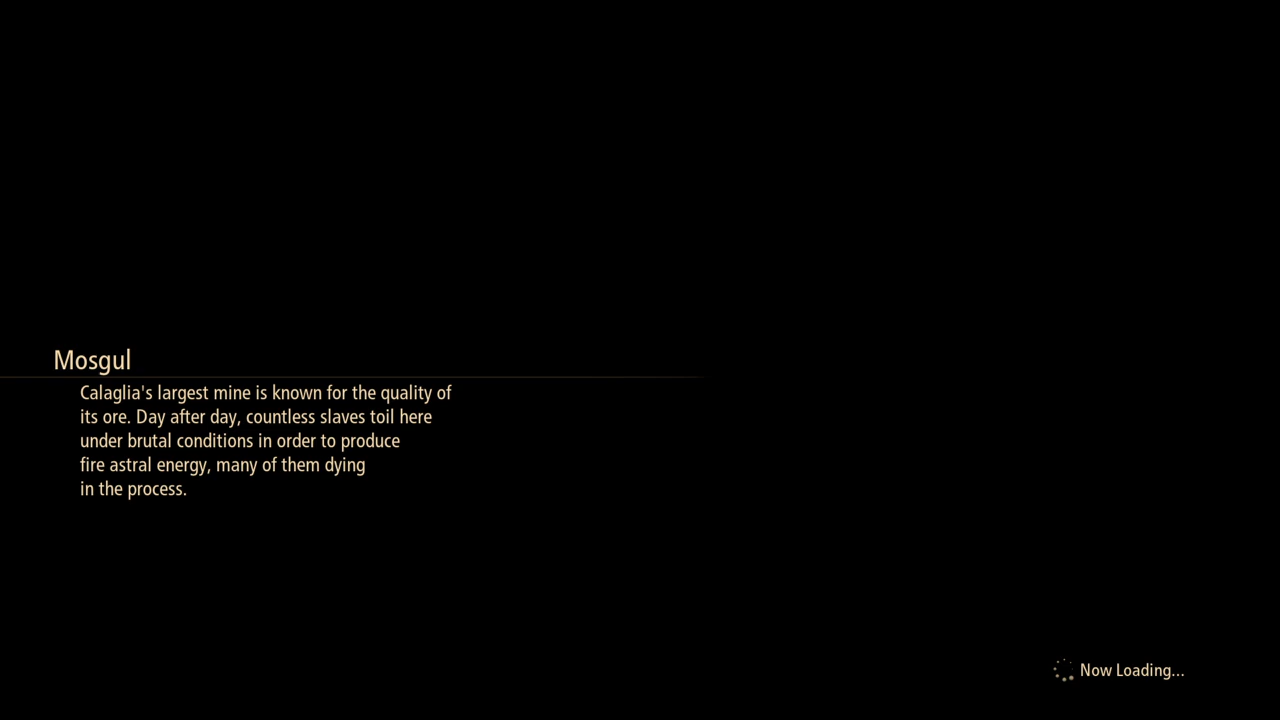 Mosgul
Calaglia's largest mine is known for the quality of
its ore. Day after day, countless slaves toil here
under brutal conditions in order to produce
fire astral energy, many of them dying
in the process.
Now Loading...